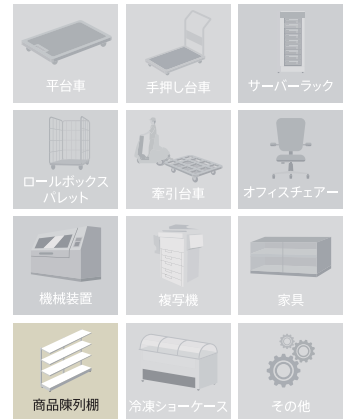 平台車
手押し台車
サーバーラック
ロールボックス
パレット
牽引台車
オフィスチェアー
機械装置
複写機
家具
商品陳列棚
冷凍ショーケース
その他